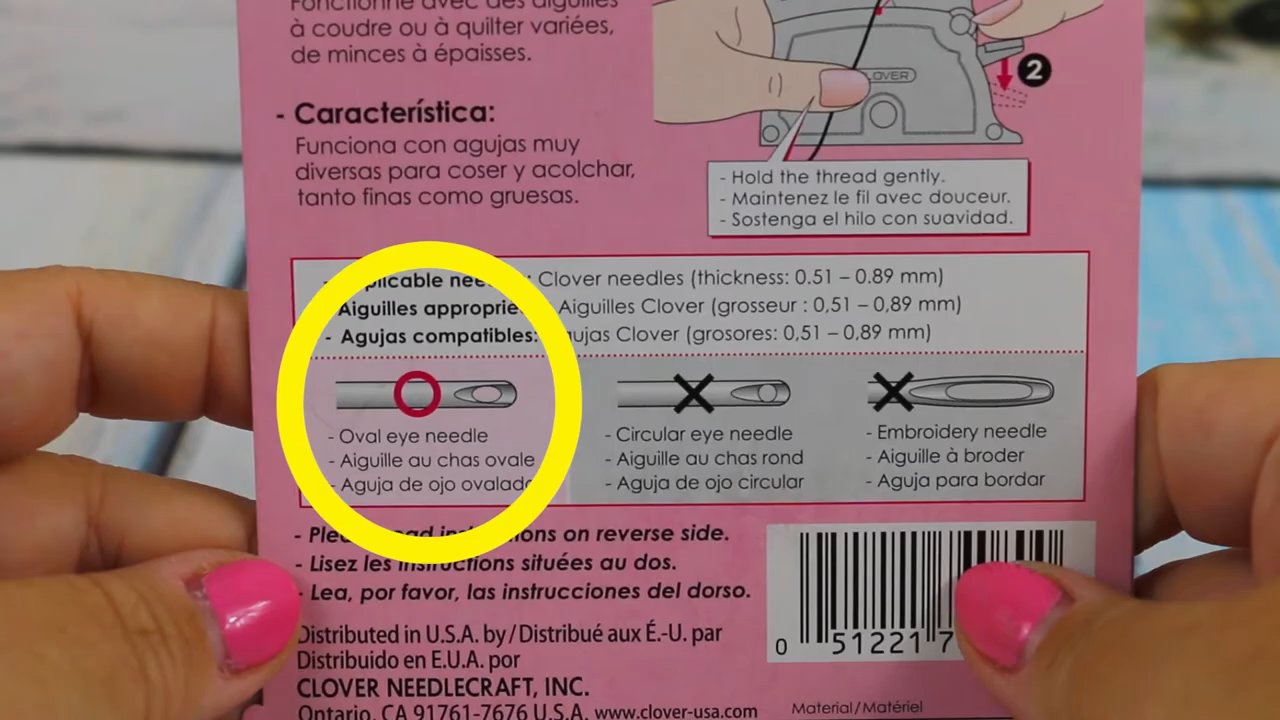 Fonctionne avec des aiguilles
à coudre ou à quilter variées,
de minces à épaisses.
- Característica:
Funciona con agujas muy
diversas para coser y acolchar,
tanto finas como gruesas.
CLOVER
2
- Hold the thread gently.
- Maintenez le fil avec douceur.
- Sostenga el hilo con suavidad.
: Clover needles (thickness: 0.51 – 0.89 mm)
Aiguilles Clover (grosseur : 0,51 – 0,89 mm)
- Agujas compatibles: Agujas Clover (grosores: 0,51 – 0,89 mm)
- Oval eye needle
- Aiguille au chas ovale
- Aguja de ojo ovalado
- Circular eye needle
- Aiguille au chas rond
- Aguja de ojo circular
- Embroidery needle
- Aiguille à broder
- Aguja para bordar
- Please read instructions on reverse side.
- Lisez les instructions situées au dos.
- Lea, por favor, las instrucciones del dorso.
Distributed in U.S.A. by / Distribué aux É.-U. par
Distribuido en E.U.A. por
CLOVER NEEDLECRAFT, INC.
Ontario, CA 91761-7676 U.S.A. www.clover-usa.com
0 51221 7
Material / Matériel